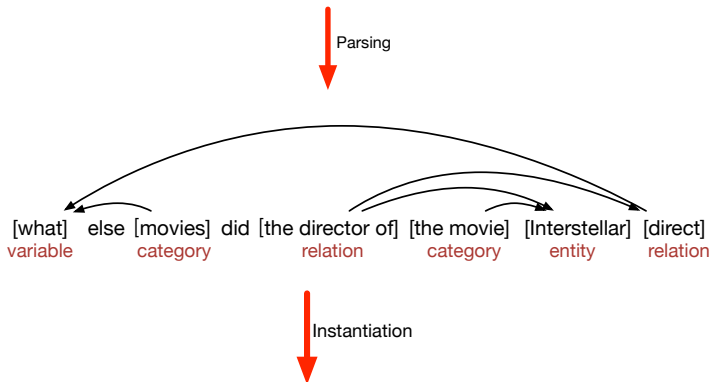 Parsing
[what] else [movies] did [the director of] [the movie] [Interstellar] [direct]
variable category relation category entity relation
Instantiation